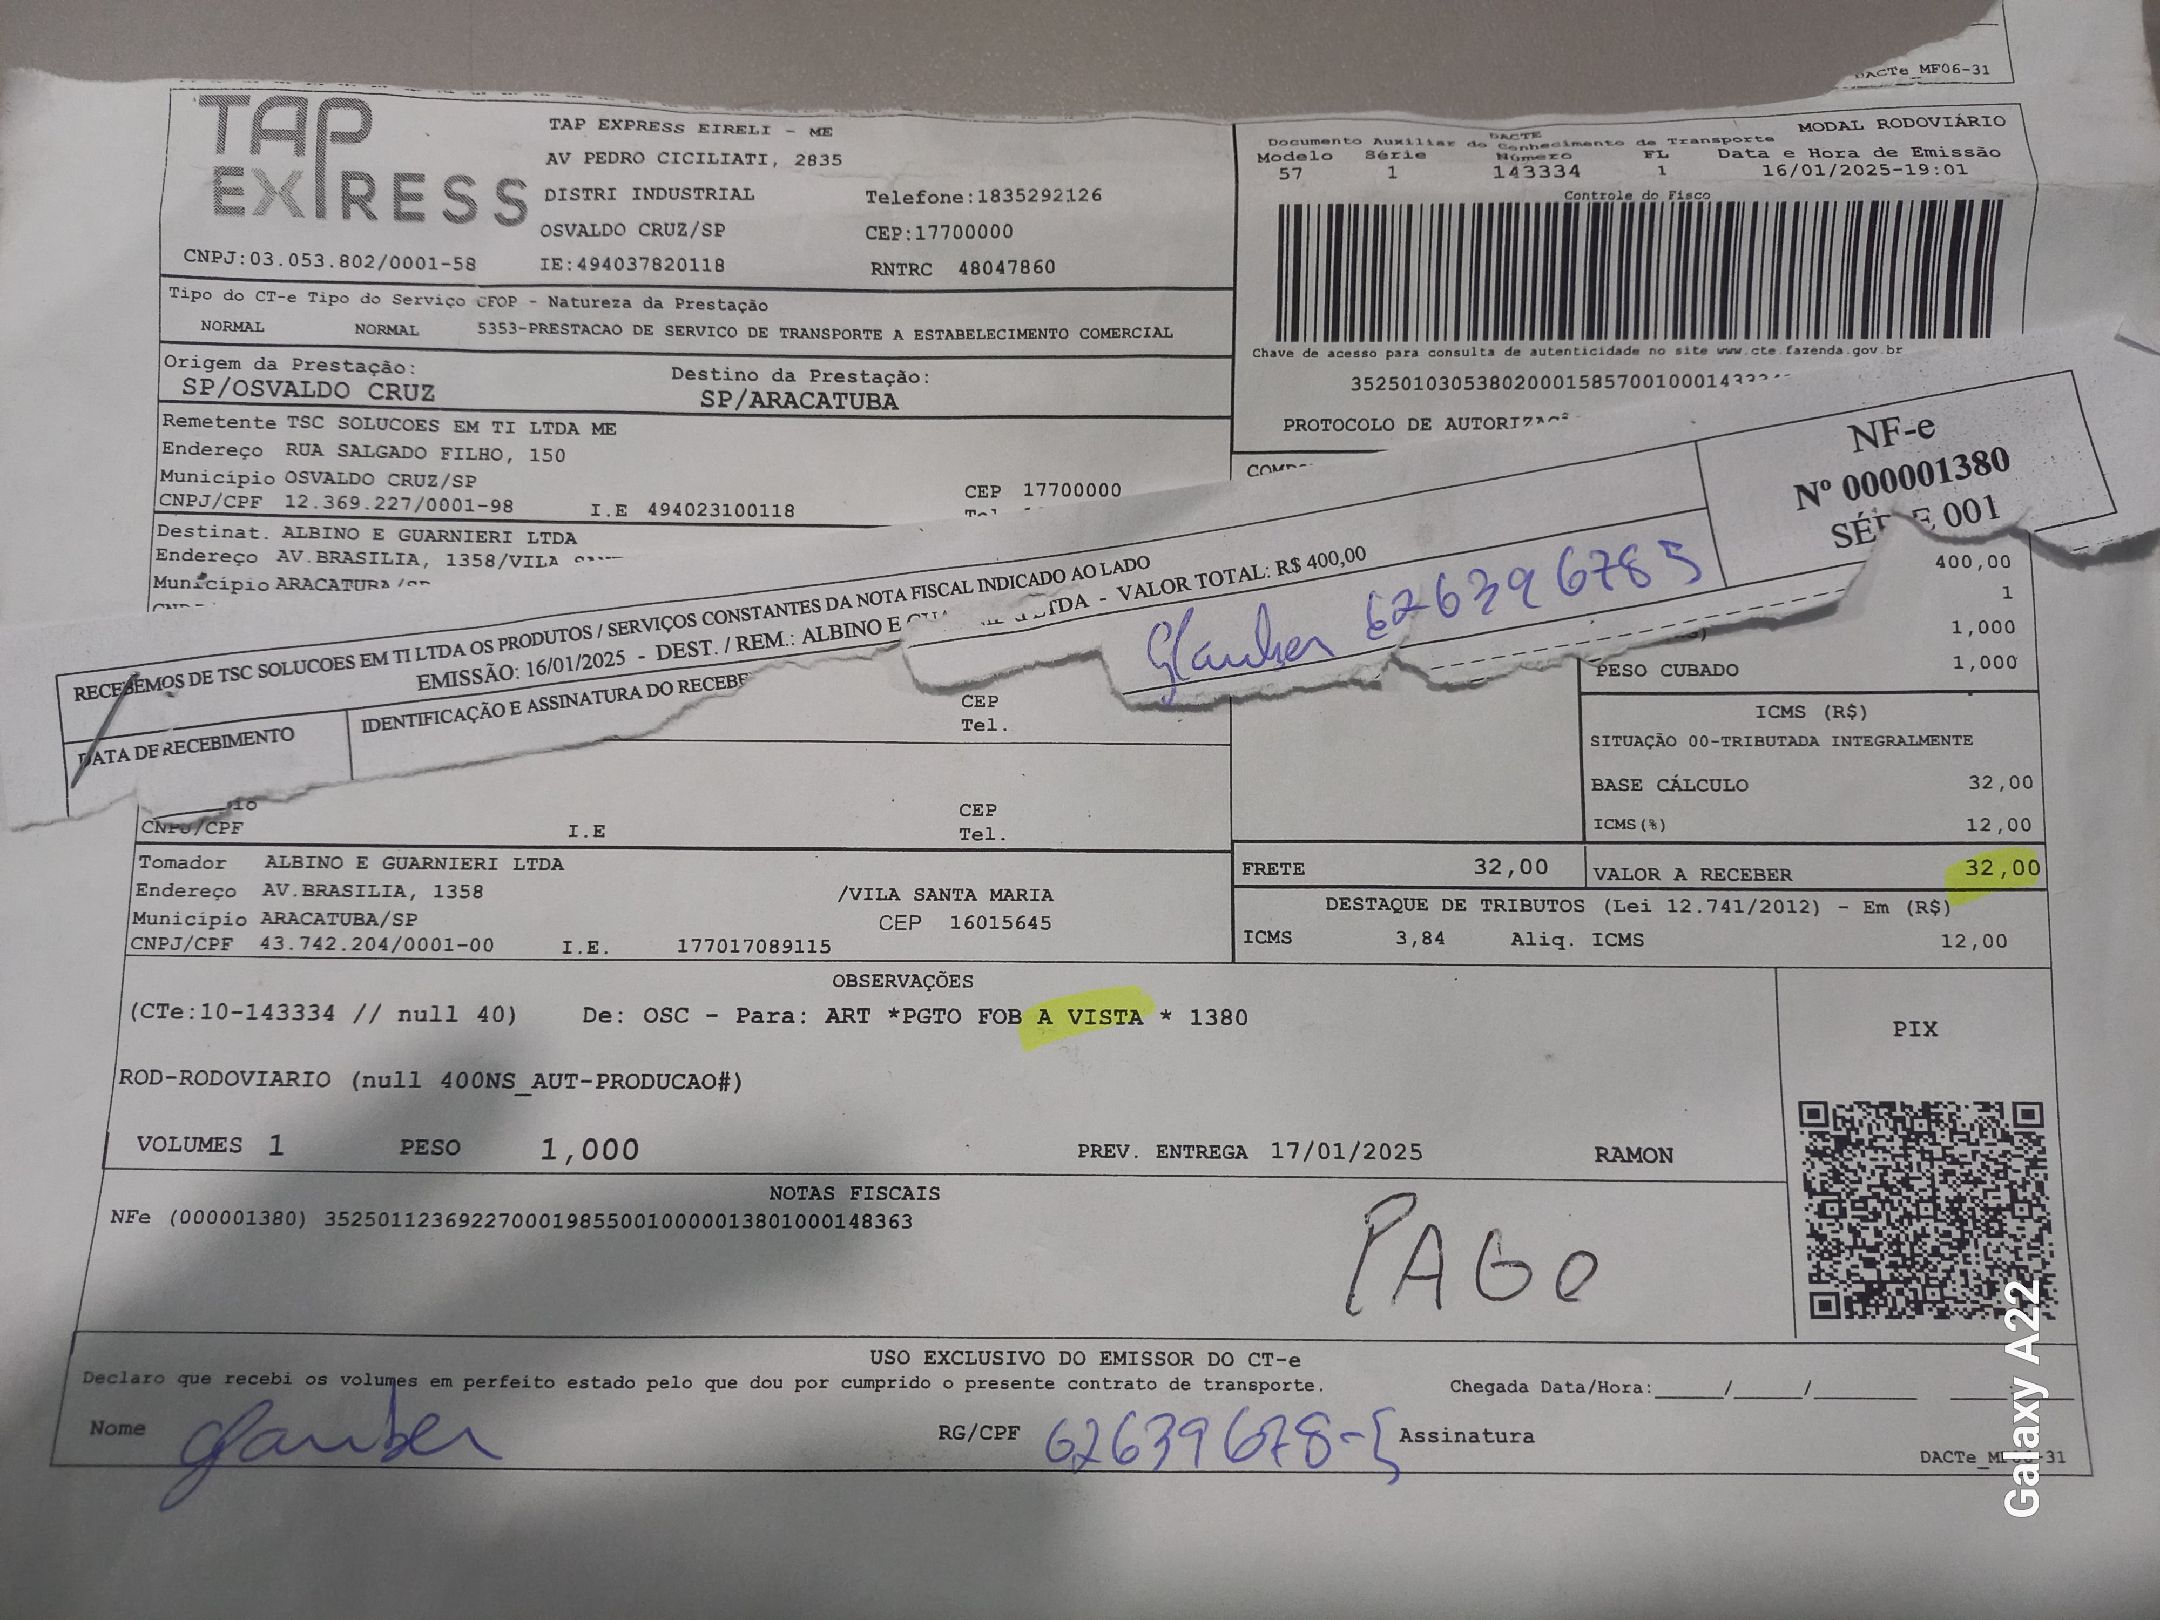 DACTe_MF06-31
TAP EXPRESS
TAP EXPRESS EIRELI - ME
AV PEDRO CICILIATI, 2835
DISTRI INDUSTRIAL Telefone:1835292126
OSVALDO CRUZ/SP CEP:17700000
CNPJ:03.053.802/0001-58 IE:494037820118 RNTRC 48047860
DACTE MODAL RODOVIÁRIO
Documento Auxiliar do Conhecimento de Transporte
Modelo Série Número FL Data e Hora de Emissão
57 1 143334 1 16/01/2025-19:01
Controle do Fisco
Chave de acesso para consulta de autenticidade no site www.cte.fazenda.gov.br
PROTOCOLO DE
Tipo do CT-e Tipo do Serviço CFOP - Natureza da Prestação
NORMAL NORMAL 5353-PRESTACAO DE SERVICO DE TRANSPORTE A ESTABELECIMENTO COMERCIAL
Origem da Prestação: Destino da Prestação:
SP/OSVALDO CRUZ SP/ARACATUBA
Remetente TSC SOLUCOES EM TI LTDA ME
Endereço RUA SALGADO FILHO, 150
Município OSVALDO CRUZ/SP CEP 17700000
CNPJ/CPF 12.369.227/0001-98 I.E 494023100118
Destinat. ALBINO E GUARNIERI LTDA
Endereço AV.BRASILIA, 1358/VILA
Município ARACATUBA
RECEBEMOS DE TSC SOLUCOES EM TI LTDA OS PRODUTOS / SERVIÇOS CONSTANTES DA NOTA FISCAL INDICADO AO LADO
EMISSÃO: 16/01/2025 - DEST. / REM.: ALBINO E LTDA - VALOR TOTAL: R$ 400,00
DATA DE RECEBIMENTO IDENTIFICAÇÃO E ASSINATURA DO
Glauber 626396785
NF-e
Nº 000001380
SÉRIE 001
400,00
1
1,000
PESO CUBADO 1,000
CEP
Tel.
ICMS (R$)
SITUAÇÃO 00-TRIBUTADA INTEGRALMENTE
BASE CÁLCULO 32,00
ICMS(%) 12,00
CEP
CNPJ/CPF I.E Tel.
FRETE 32,00 VALOR A RECEBER 32,00
DESTAQUE DE TRIBUTOS (Lei 12.741/2012) - Em (R$)
ICMS 3,84 Aliq. ICMS 12,00
Tomador ALBINO E GUARNIERI LTDA
Endereço AV.BRASILIA, 1358 /VILA SANTA MARIA
Município ARACATUBA/SP CEP 16015645
CNPJ/CPF 43.742.204/0001-00 I.E. 177017089115
OBSERVAÇÕES
(CTe:10-143334 // null 40) De: OSC - Para: ART *PGTO FOB A VISTA * 1380
ROD-RODOVIARIO (null 400NS_AUT-PRODUCAO#)
VOLUMES 1 PESO 1,000 PREV. ENTREGA 17/01/2025 RAMON
PIX
NOTAS FISCAIS
NFe (000001380) 35250112369227000198550010000013801000148363
PAGO
USO EXCLUSIVO DO EMISSOR DO CT-e
Declaro que recebi os volumes em perfeito estado pelo que dou por cumprido o presente contrato de transporte. Chegada Data/Hora:_____/_____/________
Nome Glauber RG/CPF 62639678-5 Assinatura
Galaxy A22